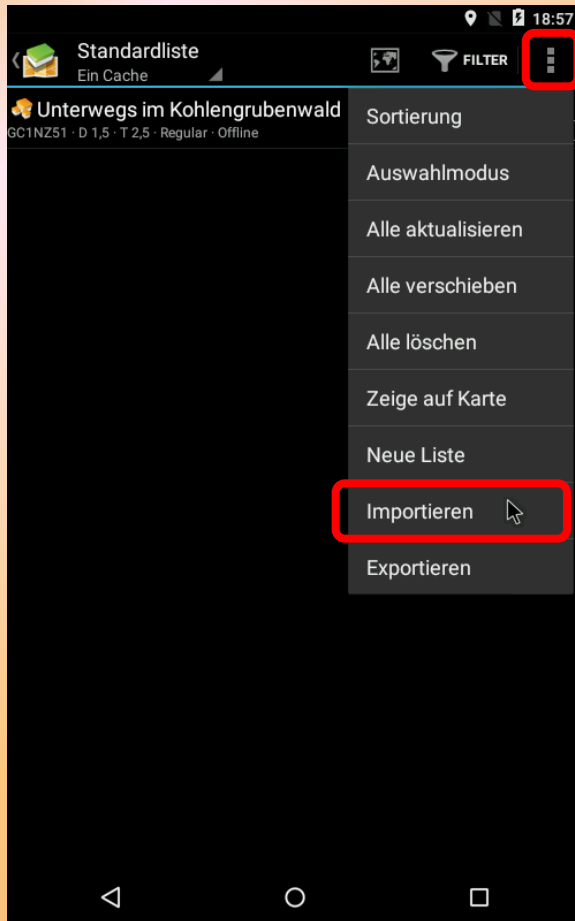 18:57
Standardliste
Ein Cache
FILTER
Unterwegs im Kohlengrubenwald
GC1NZ51 · D 1,5 · T 2,5 · Regular · Offline
Sortierung
Auswahlmodus
Alle aktualisieren
Alle verschieben
Alle löschen
Zeige auf Karte
Neue Liste
Importieren
Exportieren